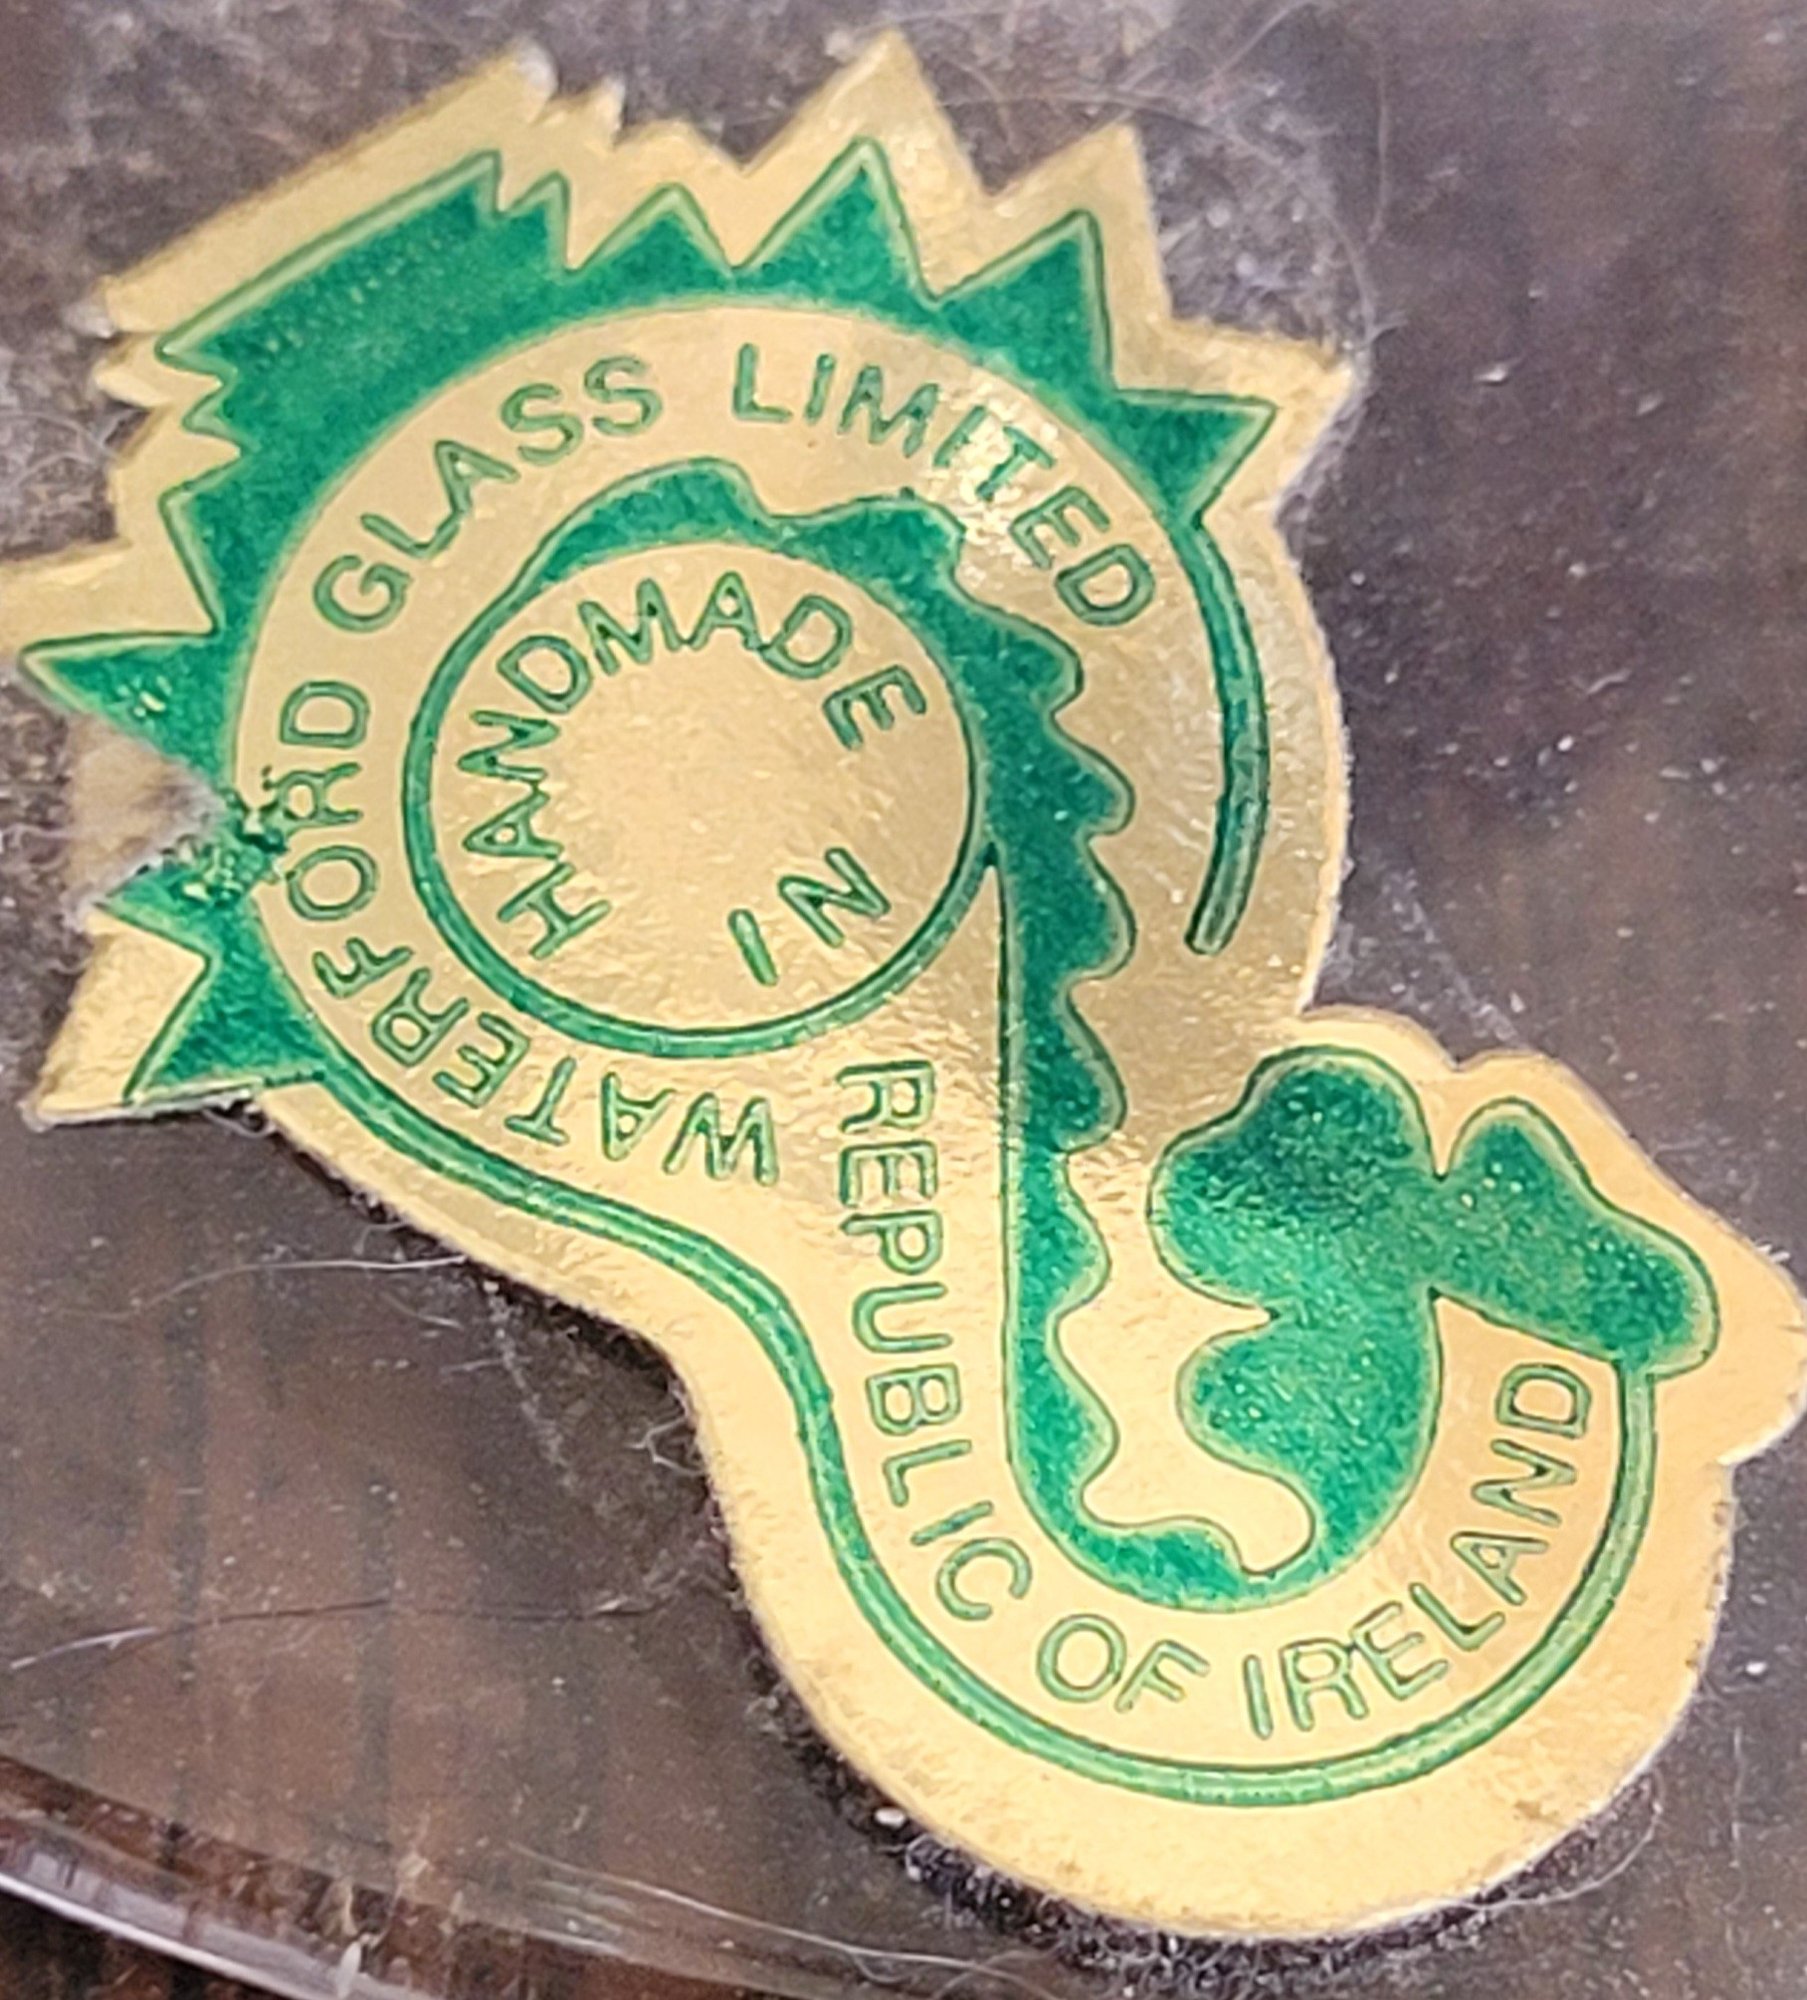 WATERFORD GLASS LIMITED
HANDMADE IN
REPUBLIC OF IRELAND